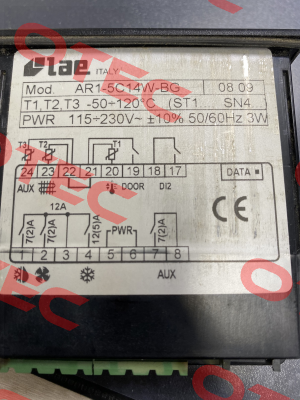 lae ITALY
Mod. AR1-5C14W-BG 08 09
T1,T2,T3 -50÷120°C (ST1... SN4
PWR 115÷230V~ ±10% 50/60Hz 3W
T3 T2 T1
24 23 22 21 20 19 18 17
AUX DOOR DI2 DATA
12A
7(2)A 7(2)A 12(5)A PWR 7(2)A
2 3 4 5 6 7 8
AUX
CE